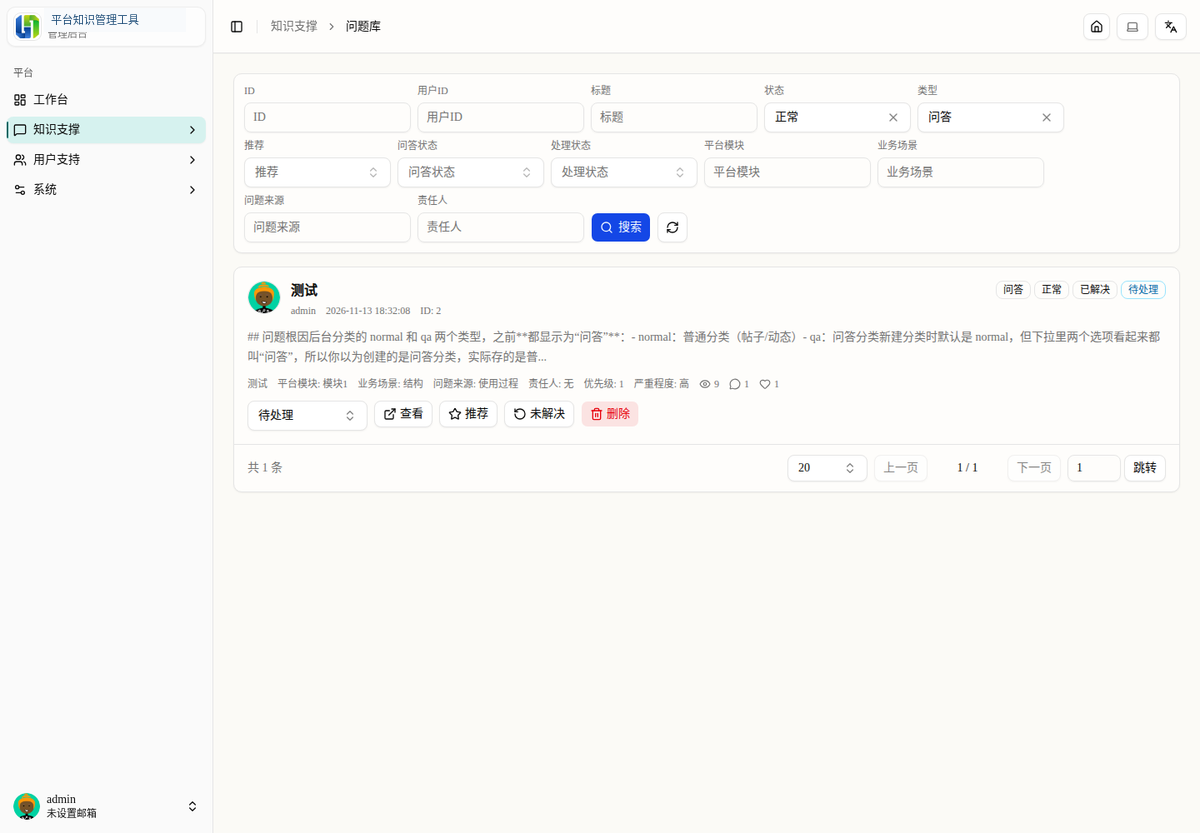 平台知识管理工具
管理后台
平台
工作台
知识支撑
用户支持
系统
admin
未设置邮箱
知识支撑 > 问题库
ID 用户ID 标题 状态 类型
ID 用户ID 标题 正常 问答
推荐 问答状态 处理状态 平台模块 业务场景
推荐 问答状态 处理状态 平台模块 业务场景
问题来源 责任人
问题来源 责任人 搜索
测试 问答 正常 已解决 待处理
admin 2026-11-13 18:32:08 ID: 2
## 问题根因后台分类的 normal 和 qa 两个类型，之前**都显示为“问答”**：- normal：普通分类（帖子/动态）- qa：问答分类新建分类时默认是 normal，但下拉里两个选项看起来都
叫“问答”，所以你以为创建的是问答分类，实际存的是普...
测试 平台模块: 模块1 业务场景: 结构 问题来源: 使用过程 责任人: 无 优先级: 1 严重程度: 高 9 1 1
待处理 查看 推荐 未解决 删除
共 1 条 20 上一页 1 / 1 下一页 1 跳转